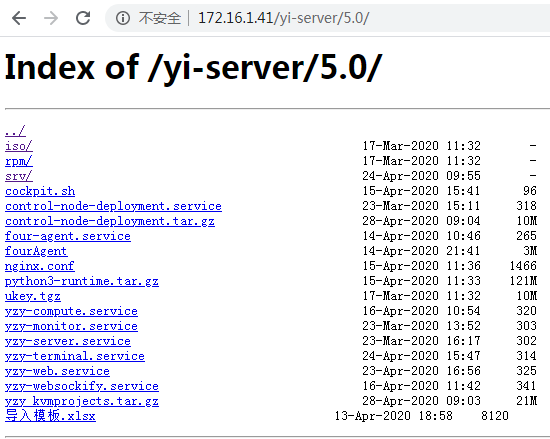 不安全 | 172.16.1.41/yi-server/5.0/
Index of /yi-server/5.0/
../
iso/ 17-Mar-2020 11:32 -
rpm/ 17-Mar-2020 11:32 -
srv/ 24-Apr-2020 09:55 -
cockpit.sh 15-Apr-2020 15:41 96
control-node-deployment.service 23-Mar-2020 15:11 318
control-node-deployment.tar.gz 28-Apr-2020 09:04 10M
four-agent.service 14-Apr-2020 10:46 265
fourAgent 14-Apr-2020 21:41 3M
nginx.conf 15-Apr-2020 11:36 1466
python3-runtime.tar.gz 15-Apr-2020 11:33 121M
ukey.tgz 17-Mar-2020 11:32 10M
yzy-compute.service 16-Apr-2020 10:54 320
yzy-monitor.service 23-Mar-2020 13:52 303
yzy-server.service 23-Mar-2020 16:17 302
yzy-terminal.service 24-Apr-2020 15:47 314
yzy-web.service 23-Apr-2020 16:56 325
yzy-websockify.service 16-Apr-2020 11:42 341
yzy_kvmprojects.tar.gz 28-Apr-2020 09:03 21M
导入模板.xlsx 13-Apr-2020 18:58 8120